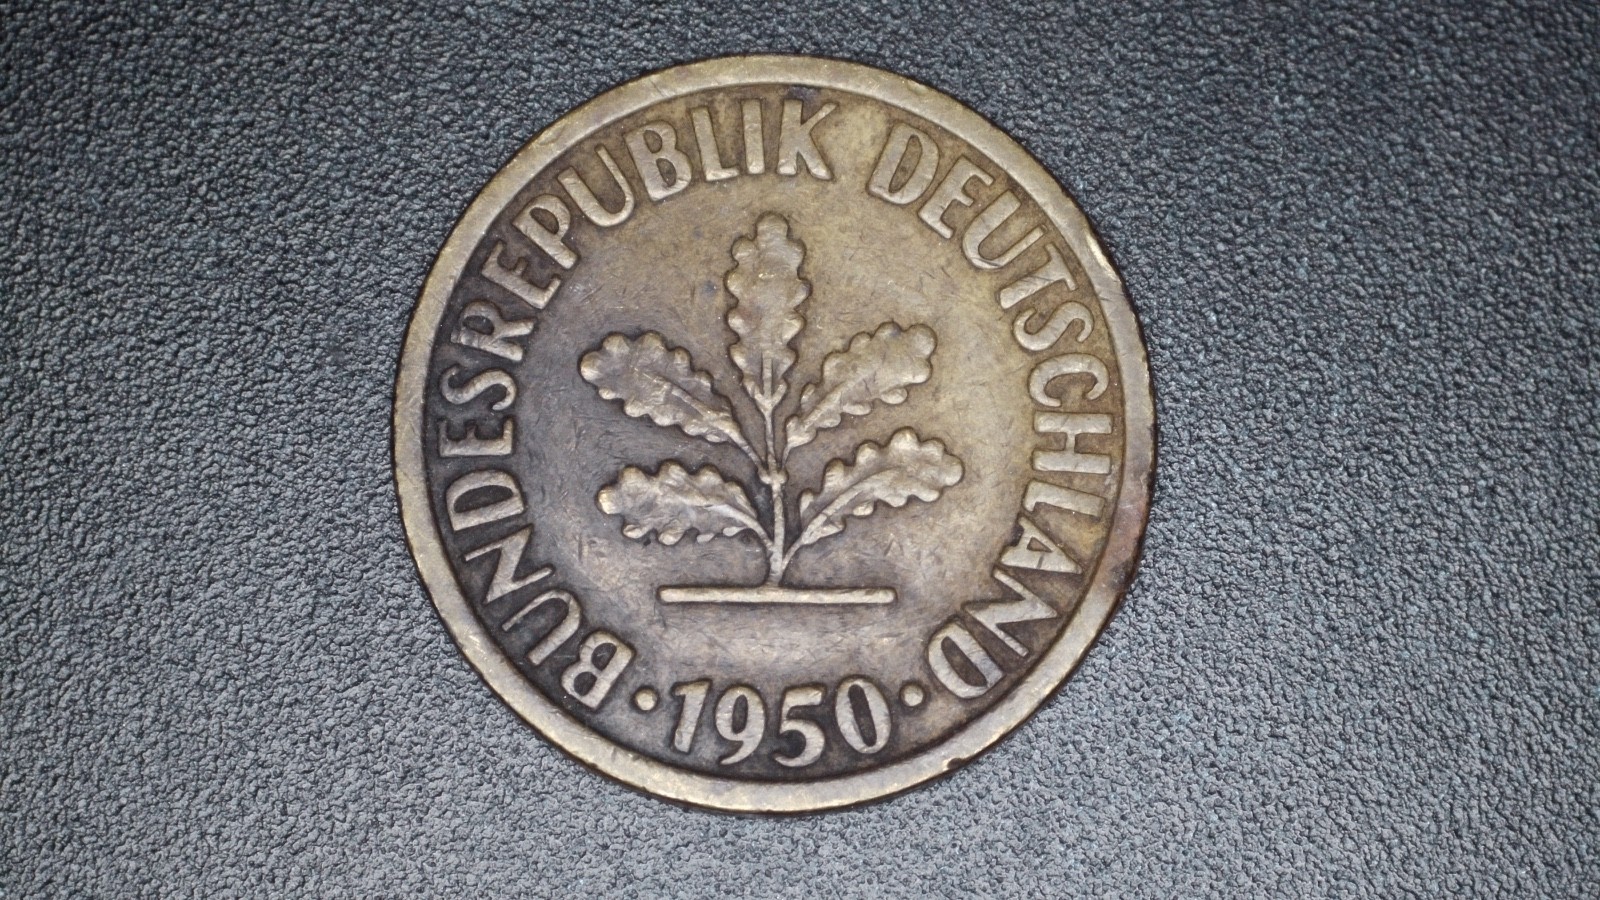 BUNDESREPUBLIK DEUTSCHLAND
• 1950 •